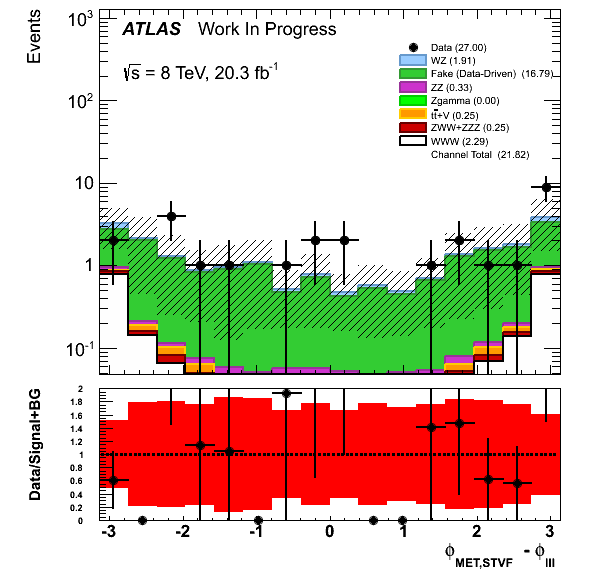 Events
10³
10²
10
1
10⁻¹
ATLAS Work In Progress
√s = 8 TeV, 20.3 fb⁻¹
Data (27.00)
WZ (1.91)
Fake (Data-Driven) (16.79)
ZZ (0.33)
Zgamma (0.00)
tt̄+V (0.25)
ZWW+ZZZ (0.25)
WWW (2.29)
Channel Total (21.82)
Data/Signal+BG
2
1.8
1.6
1.4
1.2
1
0.8
0.6
0.4
0.2
0
-3 -2 -1 0 1 2 3
ϕMET,STVF - ϕlll